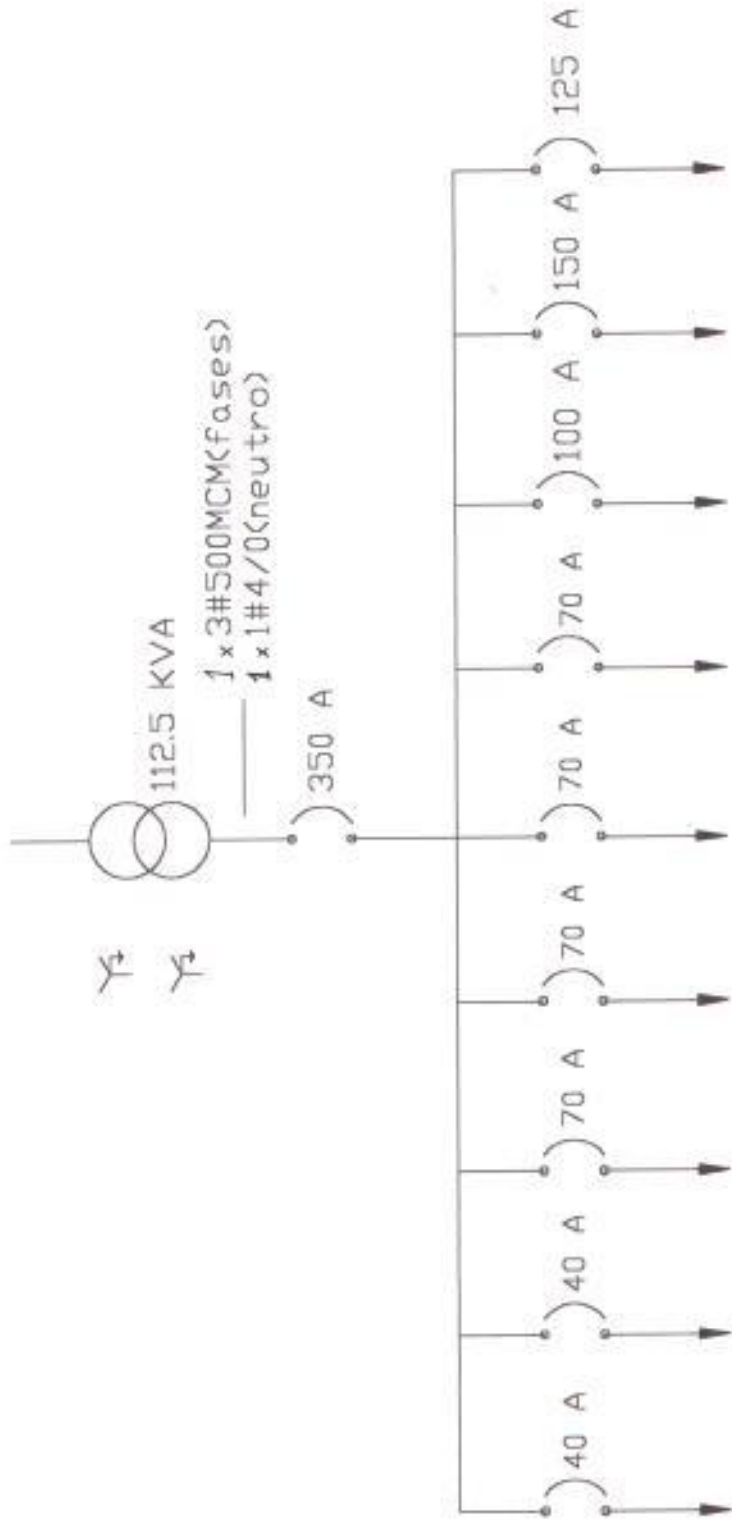 112.5 KVA
1x3#500MCM(fases)
1x1#4/0(neutro)
350 A
40 A
40 A
70 A
70 A
70 A
70 A
100 A
150 A
125 A